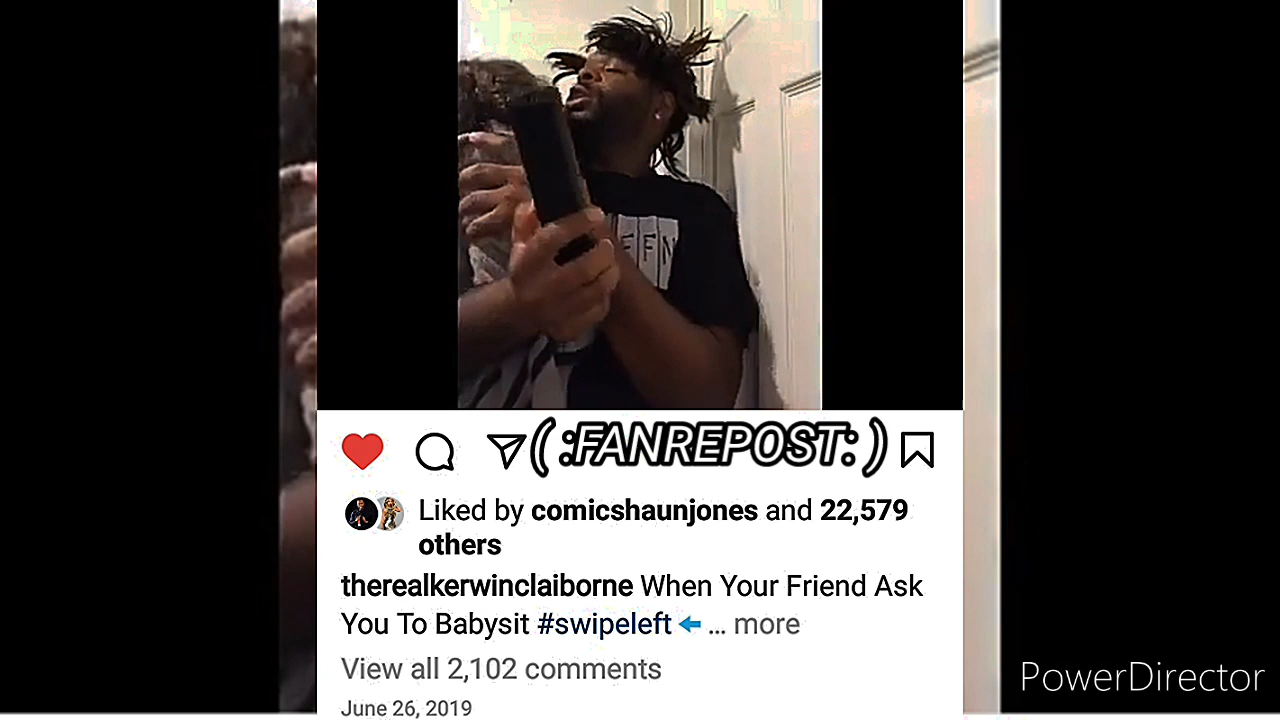 FFN
( :FANREPOST: )
Liked by comicshaunjones and 22,579
others
therealkerwinclaiborne When Your Friend Ask
You To Babysit #swipeleft ... more
View all 2,102 comments
June 26, 2019
PowerDirector